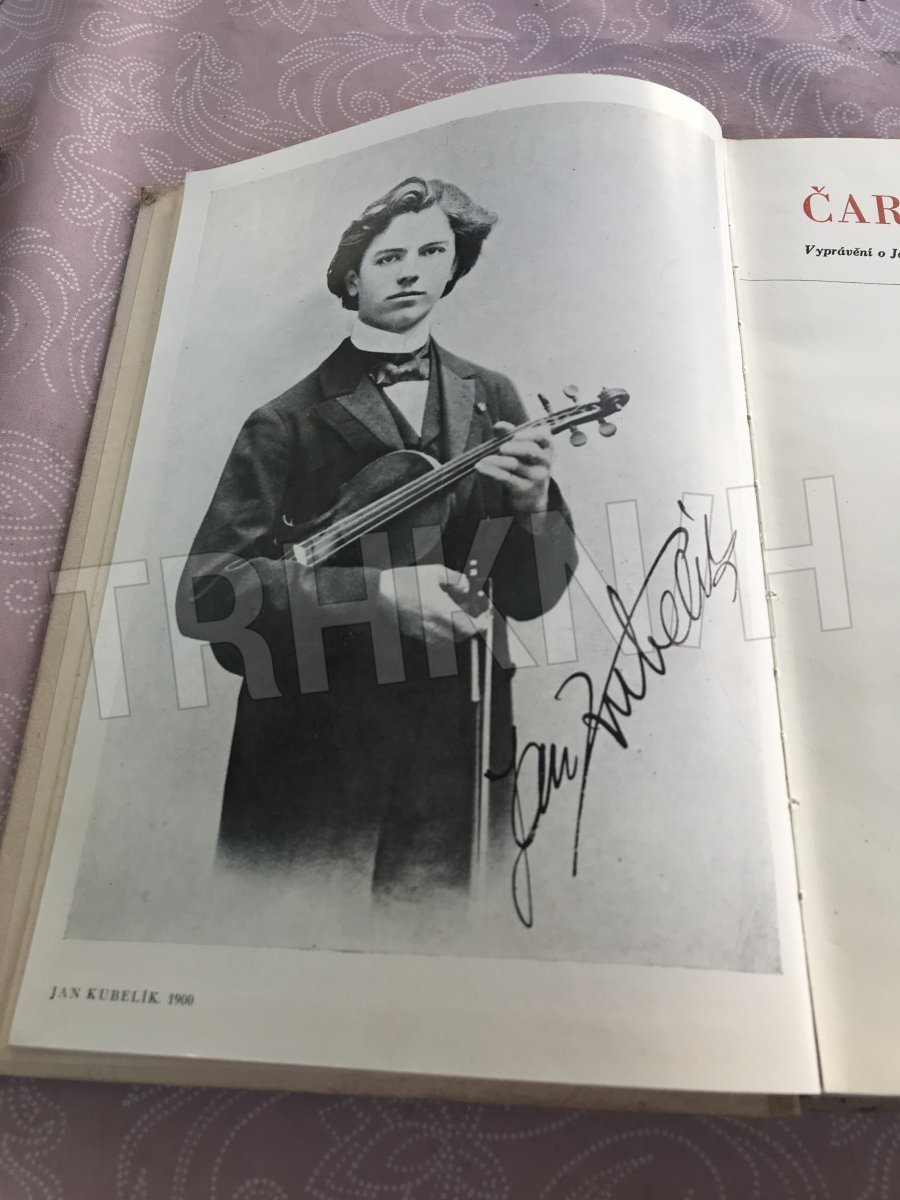 ČAR
Vyprávění o J
TRHKNIH
Jan Kubelík
JAN KUBELÍK. 1900